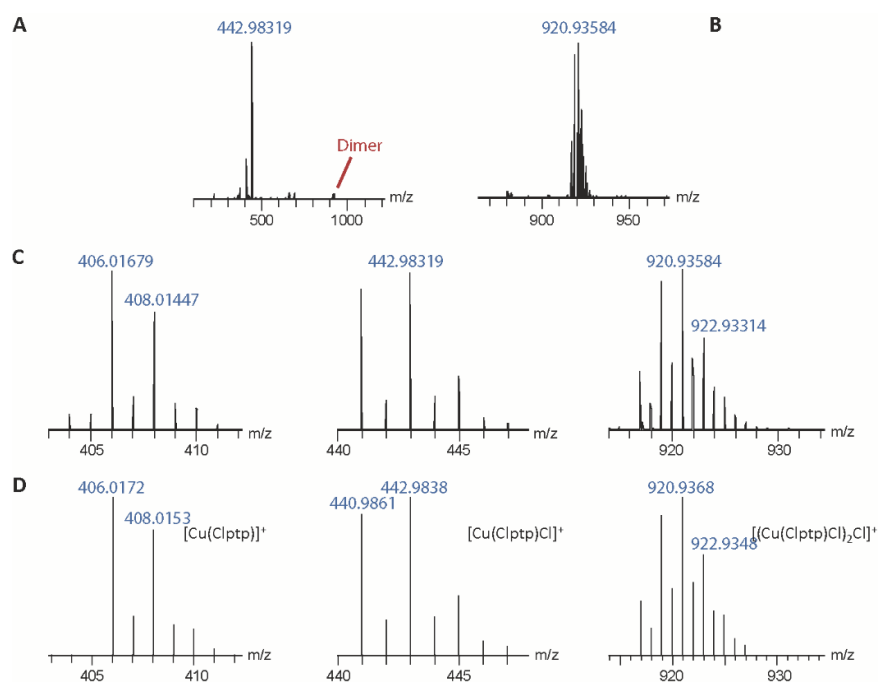 A
442.98319
920.93584
B
Dimer
m/z
m/z
500
1000
900
950
C
406.01679
442.98319
920.93584
408.01447
922.93314
m/z
m/z
m/z
405
410
440
445
920
930
D
406.0172
442.9838
920.9368
408.0153
440.9861
922.9348
[Cu(Clptp)]+
[Cu(Clptp)Cl]+
[(Cu(Clptp)Cl)₂Cl]+
m/z
m/z
m/z
405
410
440
445
920
930